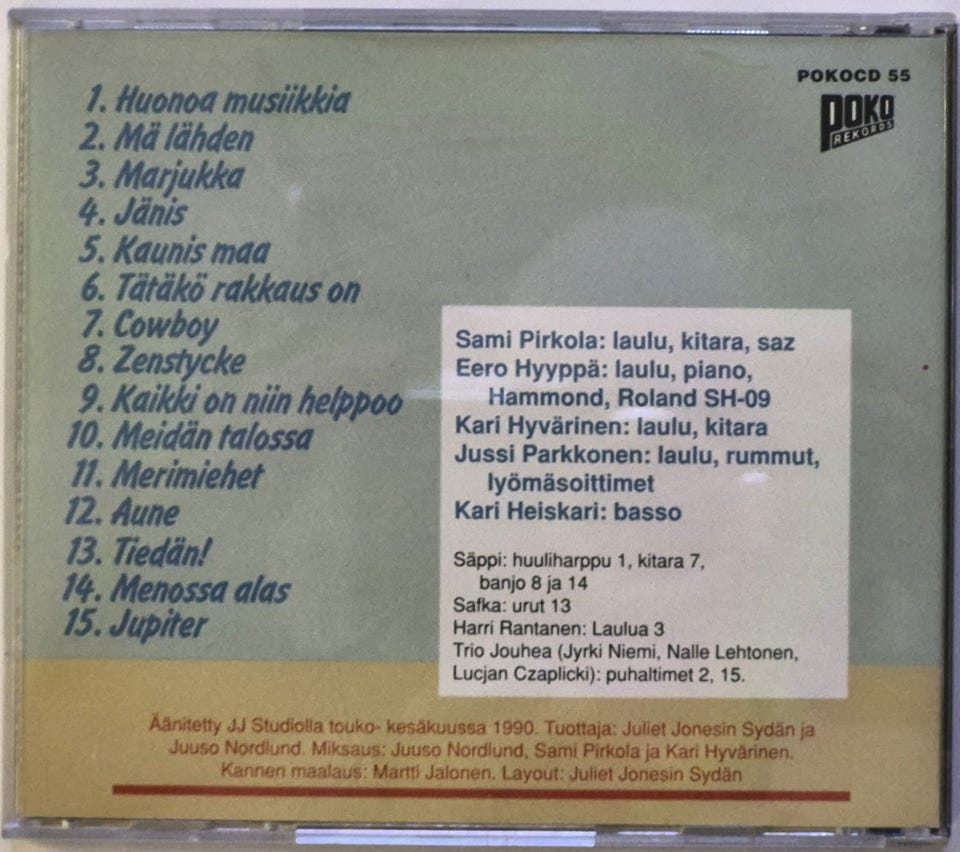 POKOCD 55
POKO
REKORDS
1. Huonoa musiikkia
2. Mä lähden
3. Marjukka
4. Jänis
5. Kaunis maa
6. Tätäkö rakkaus on
7. Cowboy
8. Zenstycke
9. Kaikki on niin helppoo
10. Meidän talossa
11. Merimiehet
12. Aune
13. Tiedän!
14. Menossa alas
15. Jupiter
Sami Pirkola: laulu, kitara, saz
Eero Hyyppä: laulu, piano,
Hammond, Roland SH-09
Kari Hyvärinen: laulu, kitara
Jussi Parkkonen: laulu, rummut,
lyömäsoittimet
Kari Heiskari: basso
Säppi: huuliharppu 1, kitara 7,
banjo 8 ja 14
Safka: urut 13
Harri Rantanen: Laulua 3
Trio Jouhea (Jyrki Niemi, Nalle Lehtonen,
Lucjan Czaplicki): puhaltimet 2, 15.
Äänitetty JJ Studiolla touko- kesäkuussa 1990. Tuottaja: Juliet Jonesin Sydän ja
Juuso Nordlund. Miksaus: Juuso Nordlund, Sami Pirkola ja Kari Hyvärinen.
Kannen maalaus: Martti Jalonen. Layout: Juliet Jonesin Sydän